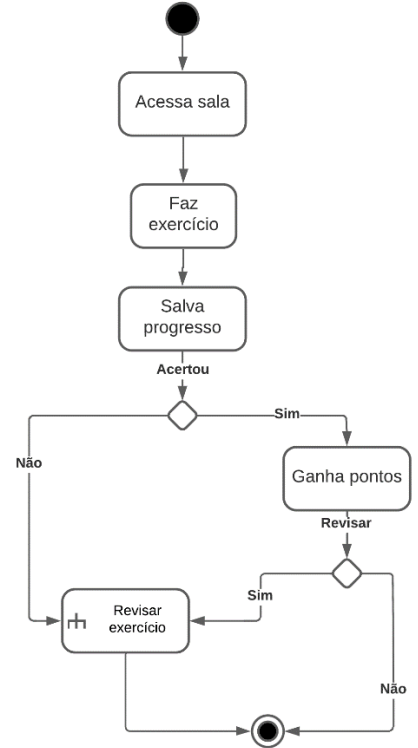 Acessa sala
Faz
exercício
Salva
progresso
Acertou
Sim
Não
Ganha pontos
Revisar
Sim
Revisar
exercício
Não